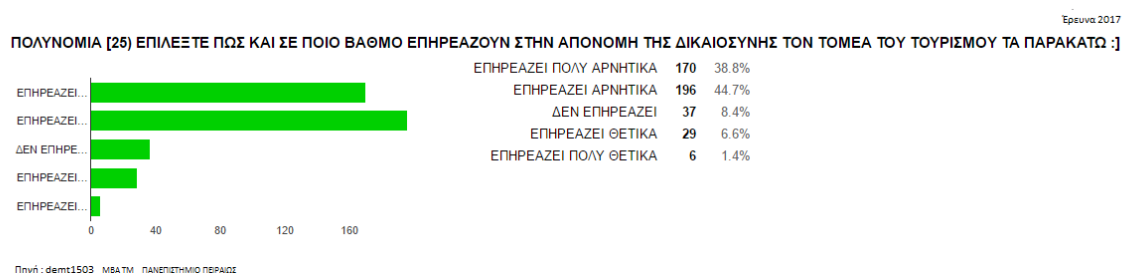 Έρευνα 2017
ΠΟΛΥΝΟΜΙΑ [25) ΕΠΙΛΕΞΤΕ ΠΩΣ ΚΑΙ ΣΕ ΠΟΙΟ ΒΑΘΜΟ ΕΠΗΡΕΑΖΟΥΝ ΣΤΗΝ ΑΠΟΝΟΜΗ ΤΗΣ ΔΙΚΑΙΟΣΥΝΗΣ ΤΟΝ ΤΟΜΕΑ ΤΟΥ ΤΟΥΡΙΣΜΟΥ ΤΑ ΠΑΡΑΚΑΤΩ :]
ΕΠΗΡΕΑΖΕΙ ΠΟΛΥ ΑΡΝΗΤΙΚΑ 170 38.8%
ΕΠΗΡΕΑΖΕΙ ΑΡΝΗΤΙΚΑ 196 44.7%
ΔΕΝ ΕΠΗΡΕΑΖΕΙ 37 8.4%
ΕΠΗΡΕΑΖΕΙ ΘΕΤΙΚΑ 29 6.6%
ΕΠΗΡΕΑΖΕΙ ΠΟΛΥ ΘΕΤΙΚΑ 6 1.4%
ΕΠΗΡΕΑΖΕΙ...
ΕΠΗΡΕΑΖΕΙ...
ΔΕΝ ΕΠΗΡΕ...
ΕΠΗΡΕΑΖΕΙ...
ΕΠΗΡΕΑΖΕΙ...
0 40 80 120 160
Πηγή : demt1503 ΜΒΑ ΤΜ ΠΑΝΕΠΙΣΤΗΜΙΟ ΠΕΙΡΑΙΩΣ